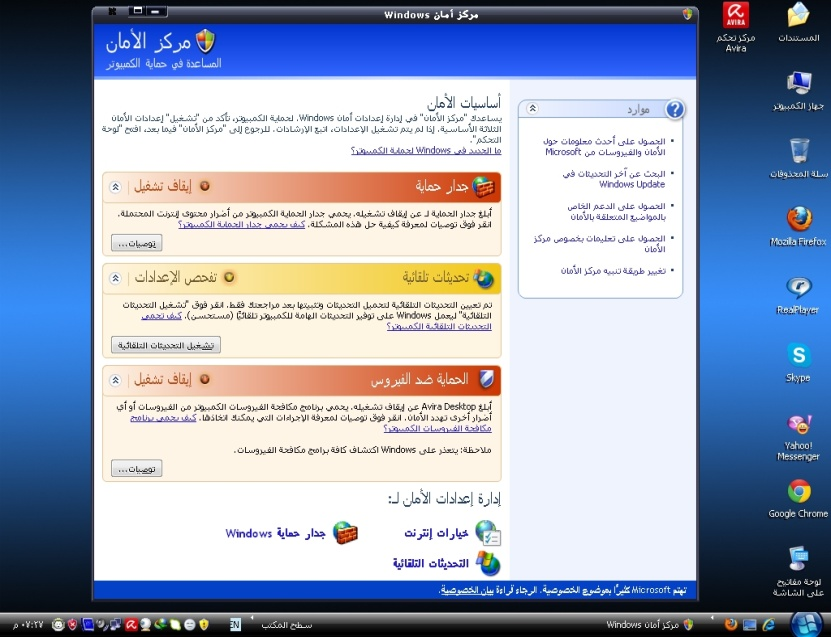 مركز أمان Windows
مركز الأمان
المساعدة في حماية الكمبيوتر
موارد
الحصول على أحدث معلومات حول
الأمان والفيروسات من Microsoft
البحث عن آخر التحديثات في
Windows Update
الحصول على الدعم الخاص
بالمواضيع المتعلقة بالأمان
الحصول على تعليمات بخصوص مركز
الأمان
تغيير طريقة تنبيه مركز الأمان
أساسيات الأمان
يساعدك "مركز الأمان" في إدارة إعدادات أمان Windows. لحماية الكمبيوتر، تأكد من "تشغيل" إعدادات الأمان
الثلاثة الأساسية. إذا لم يتم تشغيل الإعدادات، اتبع الإرشادات. للرجوع إلى "مركز الأمان" فيما بعد، افتح "لوحة
التحكم".
ما الجديد في Windows لحماية الكمبيوتر؟
جدار حماية
إيقاف تشغيل
أبلغ جدار الحماية لـ عن إيقاف تشغيله. يحمي جدار الحماية الكمبيوتر من أضرار محتوى إنترنت المحتملة.
انقر فوق توصيات لمعرفة كيفية حل هذه المشكلة. كيف يحمي جدار الحماية الكمبيوتر؟
توصيات...
تحديثات تلقائية
تفحص الإعدادات
تم تعيين التحديثات التلقائية لتحميل التحديثات وتثبيتها بعد مراجعتك فقط. انقر فوق "تشغيل التحديثات
التلقائية" ليعمل Windows على توفير التحديثات الهامة للكمبيوتر تلقائيًا (مستحسن). كيف تحمي
التحديثات التلقائية الكمبيوتر؟
تشغيل التحديثات التلقائية
الحماية ضد الفيروس
إيقاف تشغيل
أبلغ Avira Desktop عن إيقاف تشغيله. يحمي برنامج مكافحة الفيروسات الكمبيوتر من الفيروسات أو أي
أضرار أخرى تهدد الأمان. انقر فوق توصيات لمعرفة الإجراءات التي يمكنك اتخاذها. كيف يحمي برنامج
مكافحة الفيروسات الكمبيوتر؟
ملاحظة: يتعذر على Windows اكتشاف كافة برامج مكافحة الفيروسات.
توصيات...
إدارة إعدادات الأمان لـ:
خيارات إنترنت
جدار حماية Windows
التحديثات التلقائية
تهتم Microsoft كثيرًا بموضوع الخصوصية. الرجاء قراءة بيان الخصوصية.
المستندات
AVIRA
مركز تحكم
Avira
جهاز الكمبيوتر
سلة المحذوفات
Mozilla Firefox
RealPlayer
Skype
Yahoo!
Messenger
Google Chrome
لوحة مفاتيح
على الشاشة
مركز أمان Windows
سطح المكتب
EN
٠٧:٢٧ م